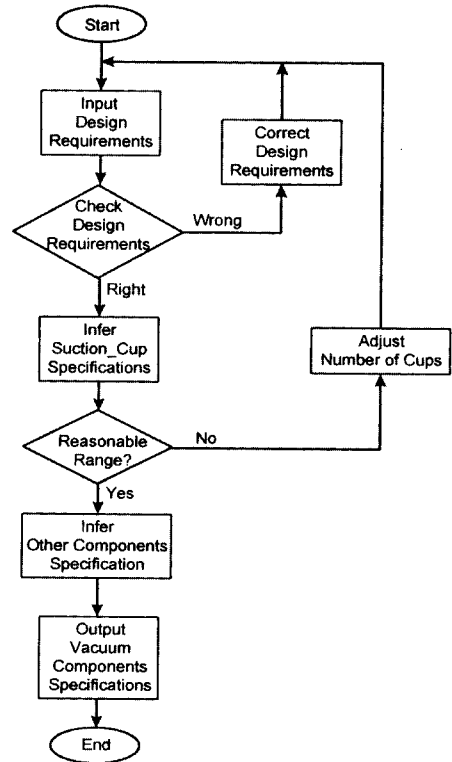 Start
Input
Design
Requirements
Correct
Design
Requirements
Check
Design
Requirements
Wrong
Right
Infer
Suction_Cup
Specifications
Adjust
Number of Cups
Reasonable
Range?
No
Yes
Infer
Other Components
Specification
Output
Vacuum
Components
Specifications
End